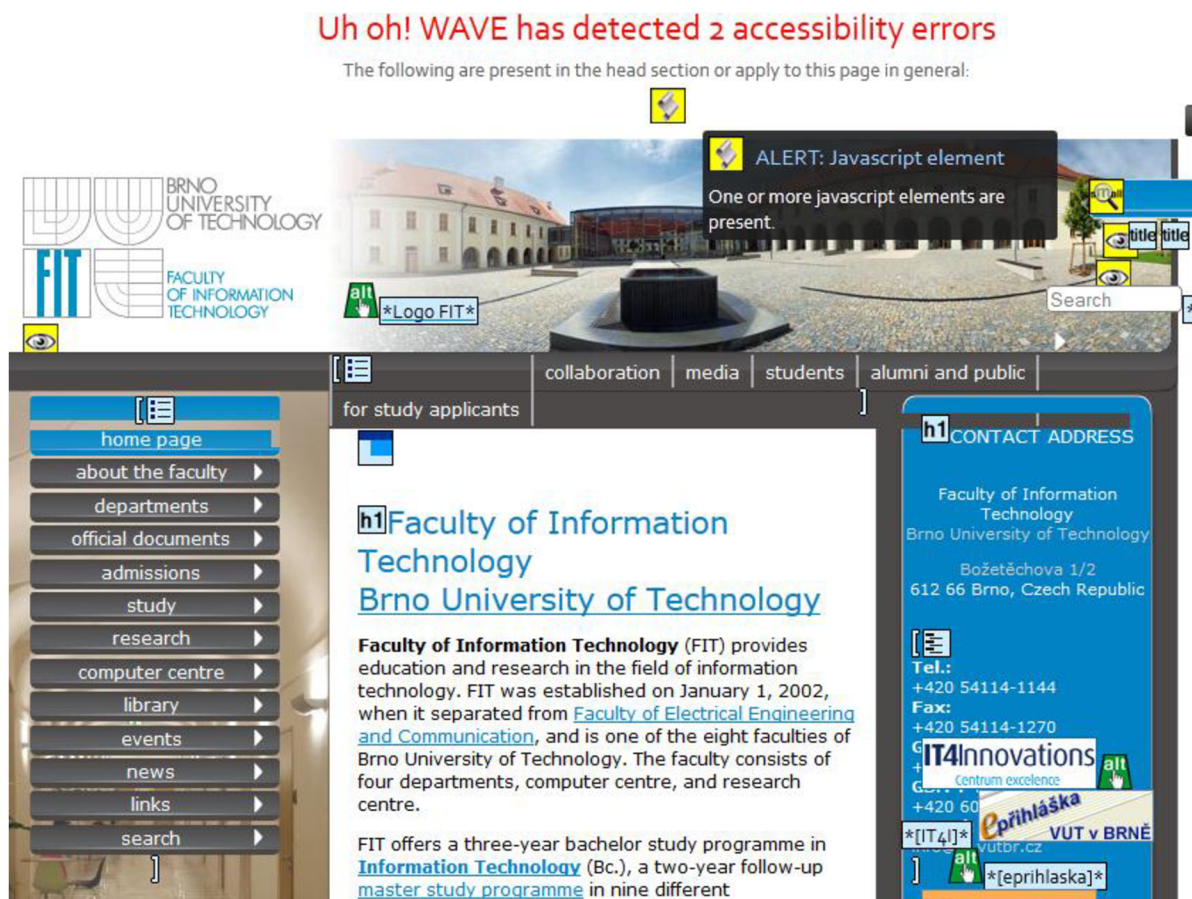 Uh oh! WAVE has detected 2 accessibility errors
The following are present in the head section or apply to this page in general:
ALERT: Javascript element
One or more javascript elements are
present.
BRNO
UNIVERSITY
OF TECHNOLOGY
FIT
FACULTY
OF INFORMATION
TECHNOLOGY
alt
*Logo FIT*
title title
Search
collaboration media students alumni and public
for study applicants
home page
about the faculty
departments
official documents
admissions
study
research
computer centre
library
events
news
links
search
h1 Faculty of Information
Technology
Brno University of Technology
Faculty of Information Technology (FIT) provides
education and research in the field of information
technology. FIT was established on January 1, 2002,
when it separated from Faculty of Electrical Engineering
and Communication, and is one of the eight faculties of
Brno University of Technology. The faculty consists of
four departments, computer centre, and research
centre.
FIT offers a three-year bachelor study programme in
Information Technology (Bc.), a two-year follow-up
master study programme in nine different
h1 CONTACT ADDRESS
Faculty of Information
Technology
Brno University of Technology
Božetěchova 1/2
612 66 Brno, Czech Republic
Tel.:
+420 54114-1144
Fax:
+420 54114-1270
IT4Innovations
Centrum excelence
alt
+420 60
epřihláška
VUT v BRNĚ
*[IT4I]*
vutbr.cz
alt
*[eprihlaska]*